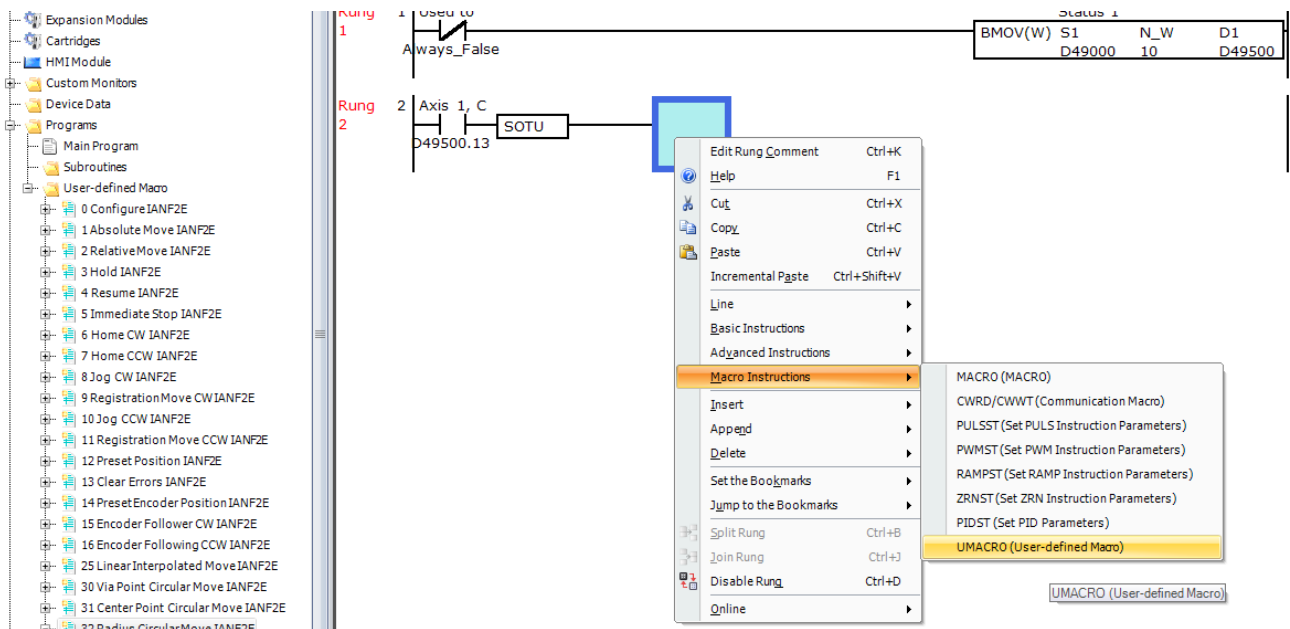 Expansion Modules
Cartridges
HMI Module
Custom Monitors
Device Data
Programs
Main Program
Subroutines
User-defined Macro
0 Configure IANF2E
1 Absolute Move IANF2E
2 Relative Move IANF2E
3 Hold IANF2E
4 Resume IANF2E
5 Immediate Stop IANF2E
6 Home CW IANF2E
7 Home CCW IANF2E
8 Jog CW IANF2E
9 Registration Move CW IANF2E
10 Jog CCW IANF2E
11 Registration Move CCW IANF2E
12 Preset Position IANF2E
13 Clear Errors IANF2E
14 Preset Encoder Position IANF2E
15 Encoder Follower CW IANF2E
16 Encoder Following CCW IANF2E
25 Linear Interpolated Move IANF2E
30 Via Point Circular Move IANF2E
31 Center Point Circular Move IANF2E
32 Radius Circular Move IANF2E
Rung 1 Used to
1
Always_False
Status 1
BMOV(W) S1 N_W D1
D49000 10 D49500
Rung 2 Axis 1, C
2
SOTU
D49500.13
Edit Rung Comment Ctrl+K
Help F1
Cut Ctrl+X
Copy Ctrl+C
Paste Ctrl+V
Incremental Paste Ctrl+Shift+V
Line
Basic Instructions
Advanced Instructions
Macro Instructions
Insert
Append
Delete
Set the Bookmarks
Jump to the Bookmarks
Split Rung Ctrl+B
Join Rung Ctrl+J
Disable Rung Ctrl+D
Online
MACRO (MACRO)
CWRD/CWWT (Communication Macro)
PULSST (Set PULS Instruction Parameters)
PWMST (Set PWM Instruction Parameters)
RAMPST (Set RAMP Instruction Parameters)
ZRNST (Set ZRN Instruction Parameters)
PIDST (Set PID Parameters)
UMACRO (User-defined Macro)
UMACRO (User-defined Macro)